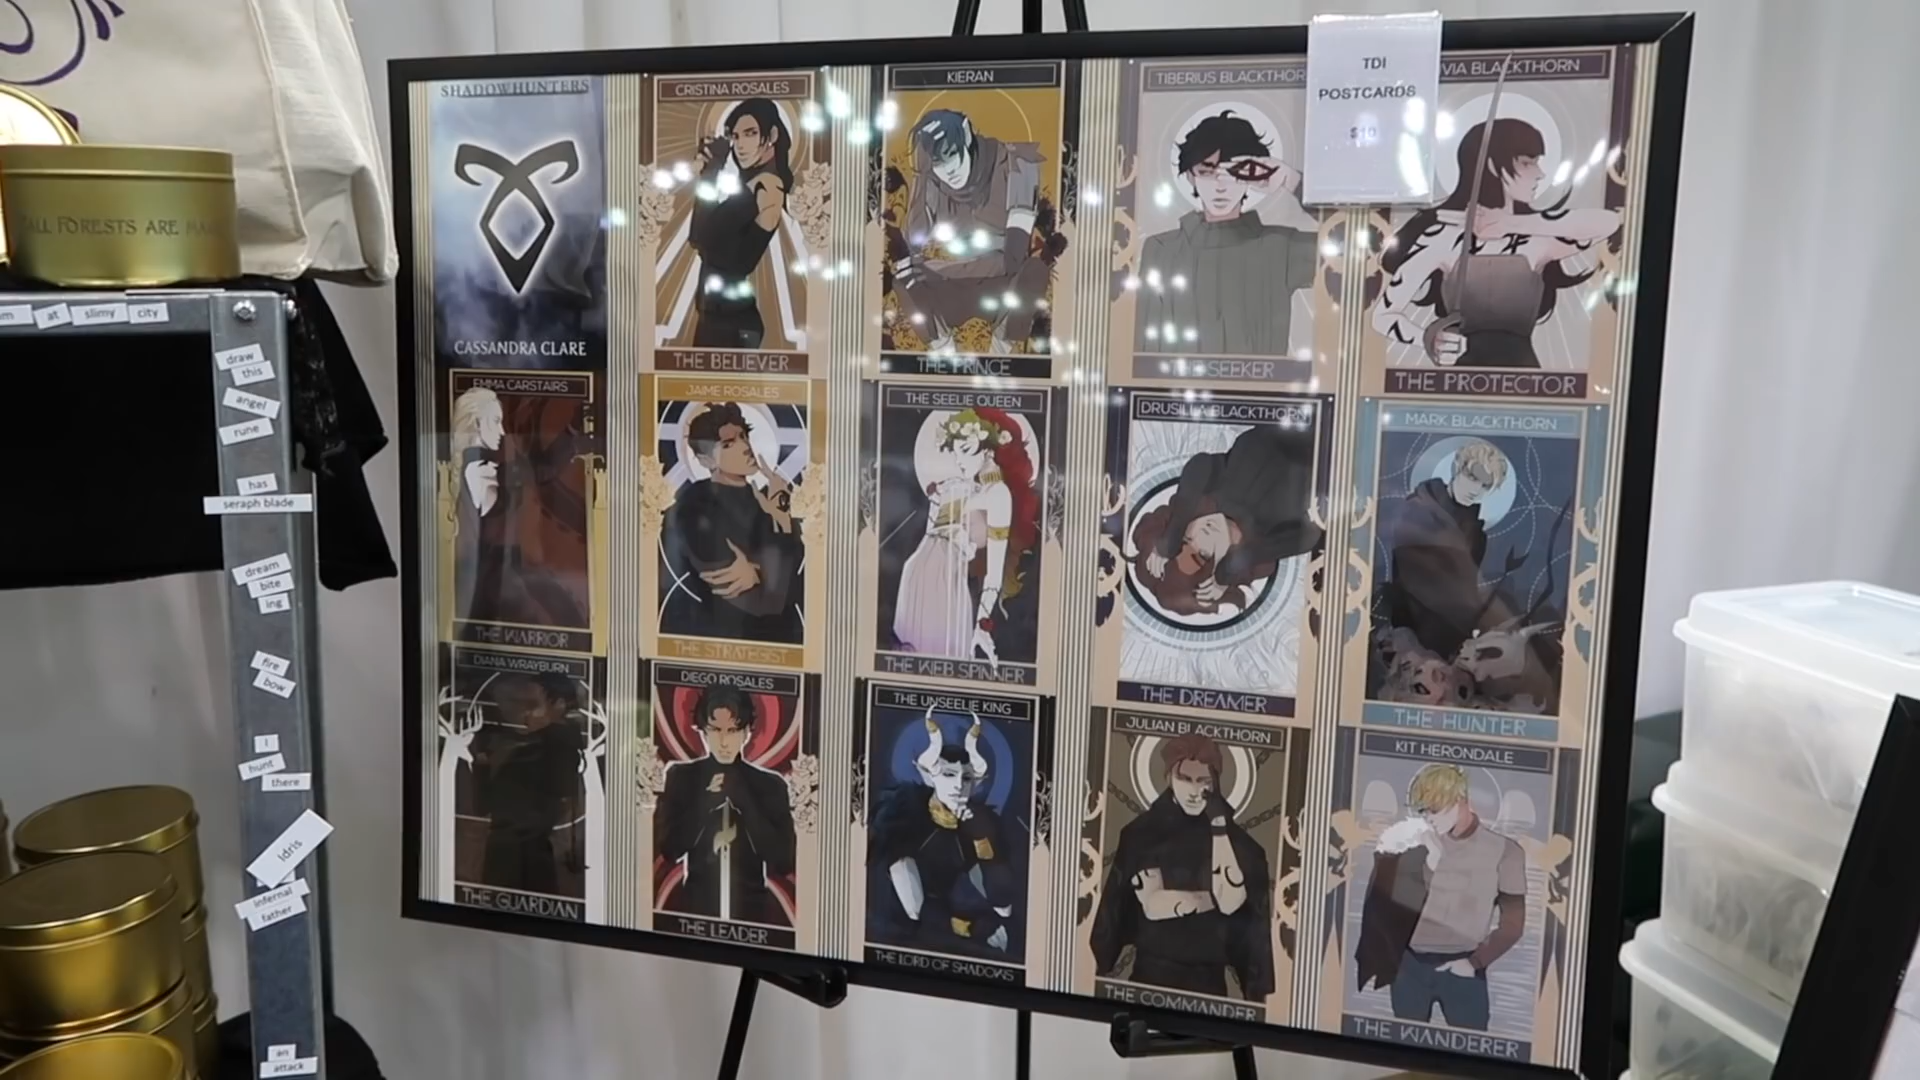 ALL FORESTS ARE
at
slimy
city
draw
this
angel
rune
has
seraph blade
dream
bite
ing
fire
bow
I
hunt
there
idris
infernal
father
an
attack
SHADOWHUNTERS
CASSANDRA CLARE
CRISTINA ROSALES
THE BELIEVER
KIERAN
THE PRINCE
TIBERIUS BLACKTHOR
THE SEEKER
TDI
POSTCARDS
$10
VIA BLACKTHORN
THE PROTECTOR
EMMA CARSTAIRS
THE WARRIOR
JAIME ROSALES
THE STRATEGIST
THE SEELIE QUEEN
THE WEB SPINNER
DRUSILLA BLACKTHORN
THE DREAMER
MARK BLACKTHORN
THE HUNTER
DIANA WRAYBURN
THE GUARDIAN
DIEGO ROSALES
THE LEADER
THE UNSEELIE KING
THE LORD OF SHADOWS
JULIAN BLACKTHORN
THE COMMANDER
KIT HERONDALE
THE WANDERER